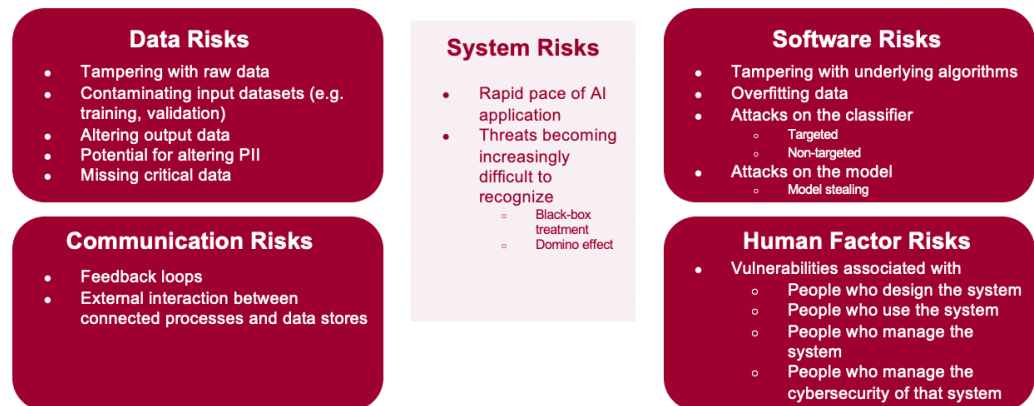 Data Risks
● Tampering with raw data
● Contaminating input datasets (e.g.
training, validation)
● Altering output data
● Potential for altering PII
● Missing critical data
Communication Risks
● Feedback loops
● External interaction between
connected processes and data stores
System Risks
● Rapid pace of AI
application
● Threats becoming
increasingly
difficult to
recognize
○ Black-box
treatment
○ Domino effect
Software Risks
● Tampering with underlying algorithms
● Overfitting data
● Attacks on the classifier
○ Targeted
○ Non-targeted
● Attacks on the model
○ Model stealing
Human Factor Risks
● Vulnerabilities associated with
○ People who design the system
○ People who use the system
○ People who manage the
system
○ People who manage the
cybersecurity of that system